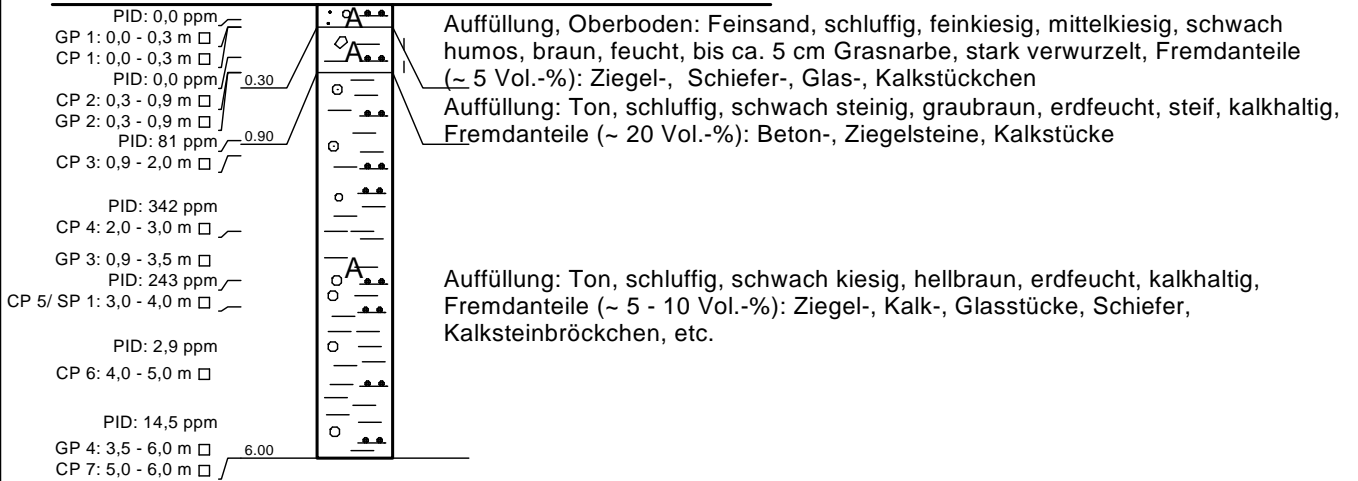 PID: 0,0 ppm
GP 1: 0,0 - 0,3 m
CP 1: 0,0 - 0,3 m
PID: 0,0 ppm
0.30
CP 2: 0,3 - 0,9 m
GP 2: 0,3 - 0,9 m
PID: 81 ppm
0.90
CP 3: 0,9 - 2,0 m
PID: 342 ppm
CP 4: 2,0 - 3,0 m
GP 3: 0,9 - 3,5 m
PID: 243 ppm
CP 5/ SP 1: 3,0 - 4,0 m
PID: 2,9 ppm
CP 6: 4,0 - 5,0 m
PID: 14,5 ppm
GP 4: 3,5 - 6,0 m
6.00
CP 7: 5,0 - 6,0 m
A
A
A
Auffüllung, Oberboden: Feinsand, schluffig, feinkiesig, mittelkiesig, schwach
humos, braun, feucht, bis ca. 5 cm Grasnarbe, stark verwurzelt, Fremdanteile
(~ 5 Vol.-%): Ziegel-, Schiefer-, Glas-, Kalkstückchen
Auffüllung: Ton, schluffig, schwach steinig, graubraun, erdfeucht, steif, kalkhaltig,
Fremdanteile (~ 20 Vol.-%): Beton-, Ziegelsteine, Kalkstücke
Auffüllung: Ton, schluffig, schwach kiesig, hellbraun, erdfeucht, kalkhaltig,
Fremdanteile (~ 5 - 10 Vol.-%): Ziegel-, Kalk-, Glasstücke, Schiefer,
Kalksteinbröckchen, etc.